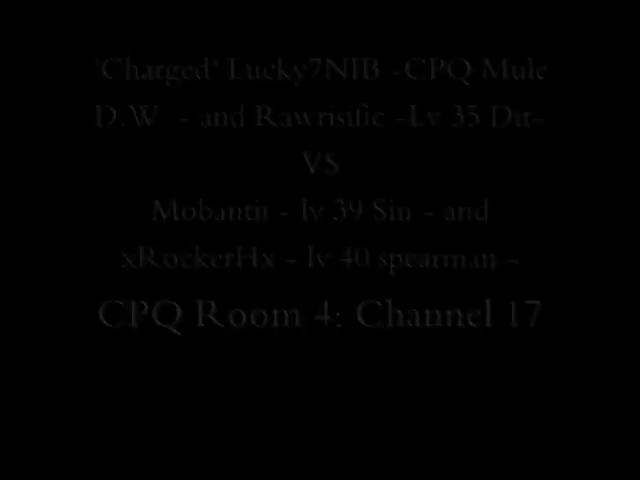 'Charged' Lucky7NIB -CPQ Mule
D.W. - and Rawrisific -Lv 35 Dit-
VS
Mobantii - lv 39 Sin - and
xRockerHx - lv 40 spearman -
CPQ Room 4: Channel 17